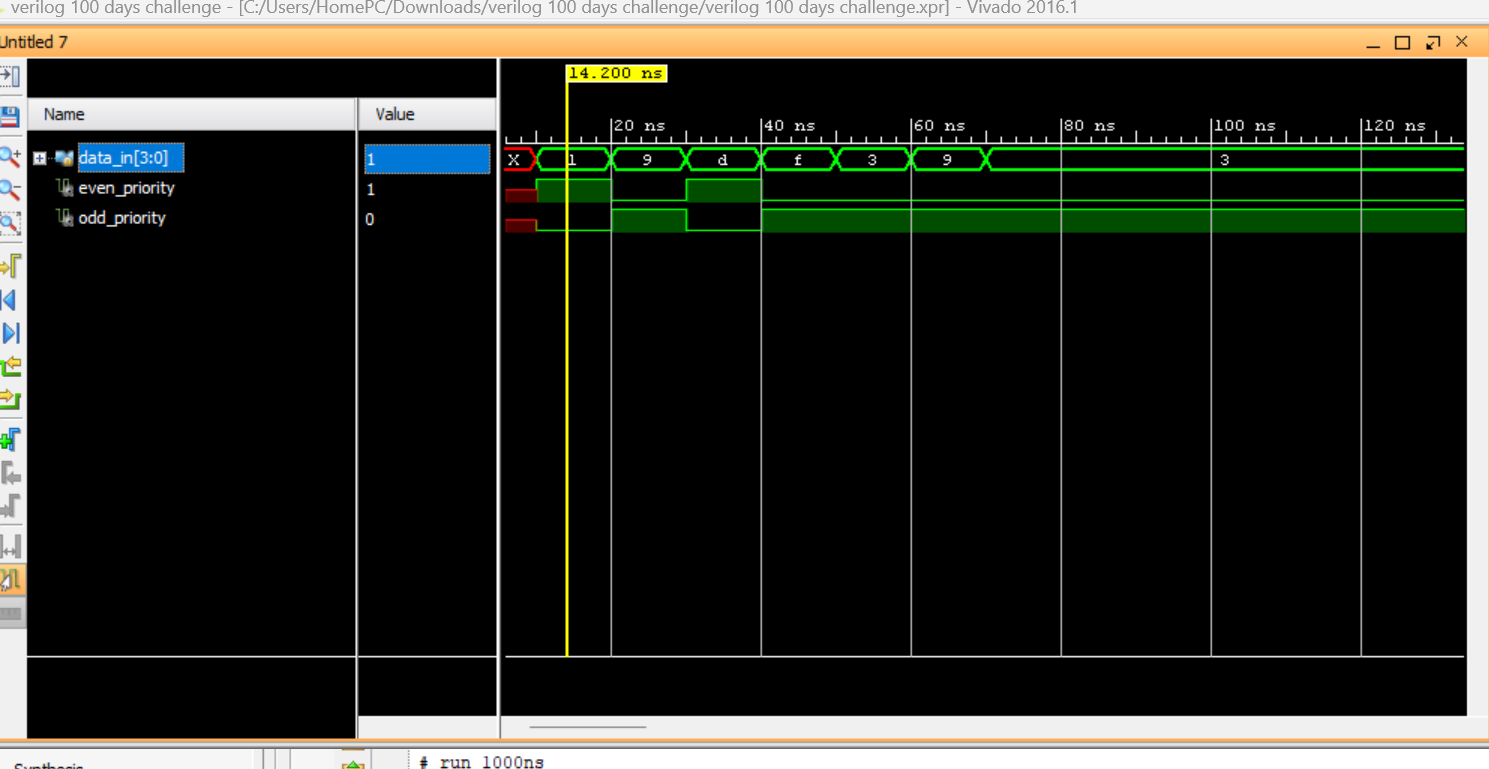 verilog 100 days challenge - [C:/Users/HomePC/Downloads/verilog 100 days challenge/verilog 100 days challenge.xpr] - Vivado 2016.1
Untitled 7
14.200 ns
Name Value
20 ns 40 ns 60 ns 80 ns 100 ns 120 ns
data_in[3:0] 1 X 1 9 d f 3 9 3
even_priority 1
odd_priority 0
Synthesis # run 1000ns